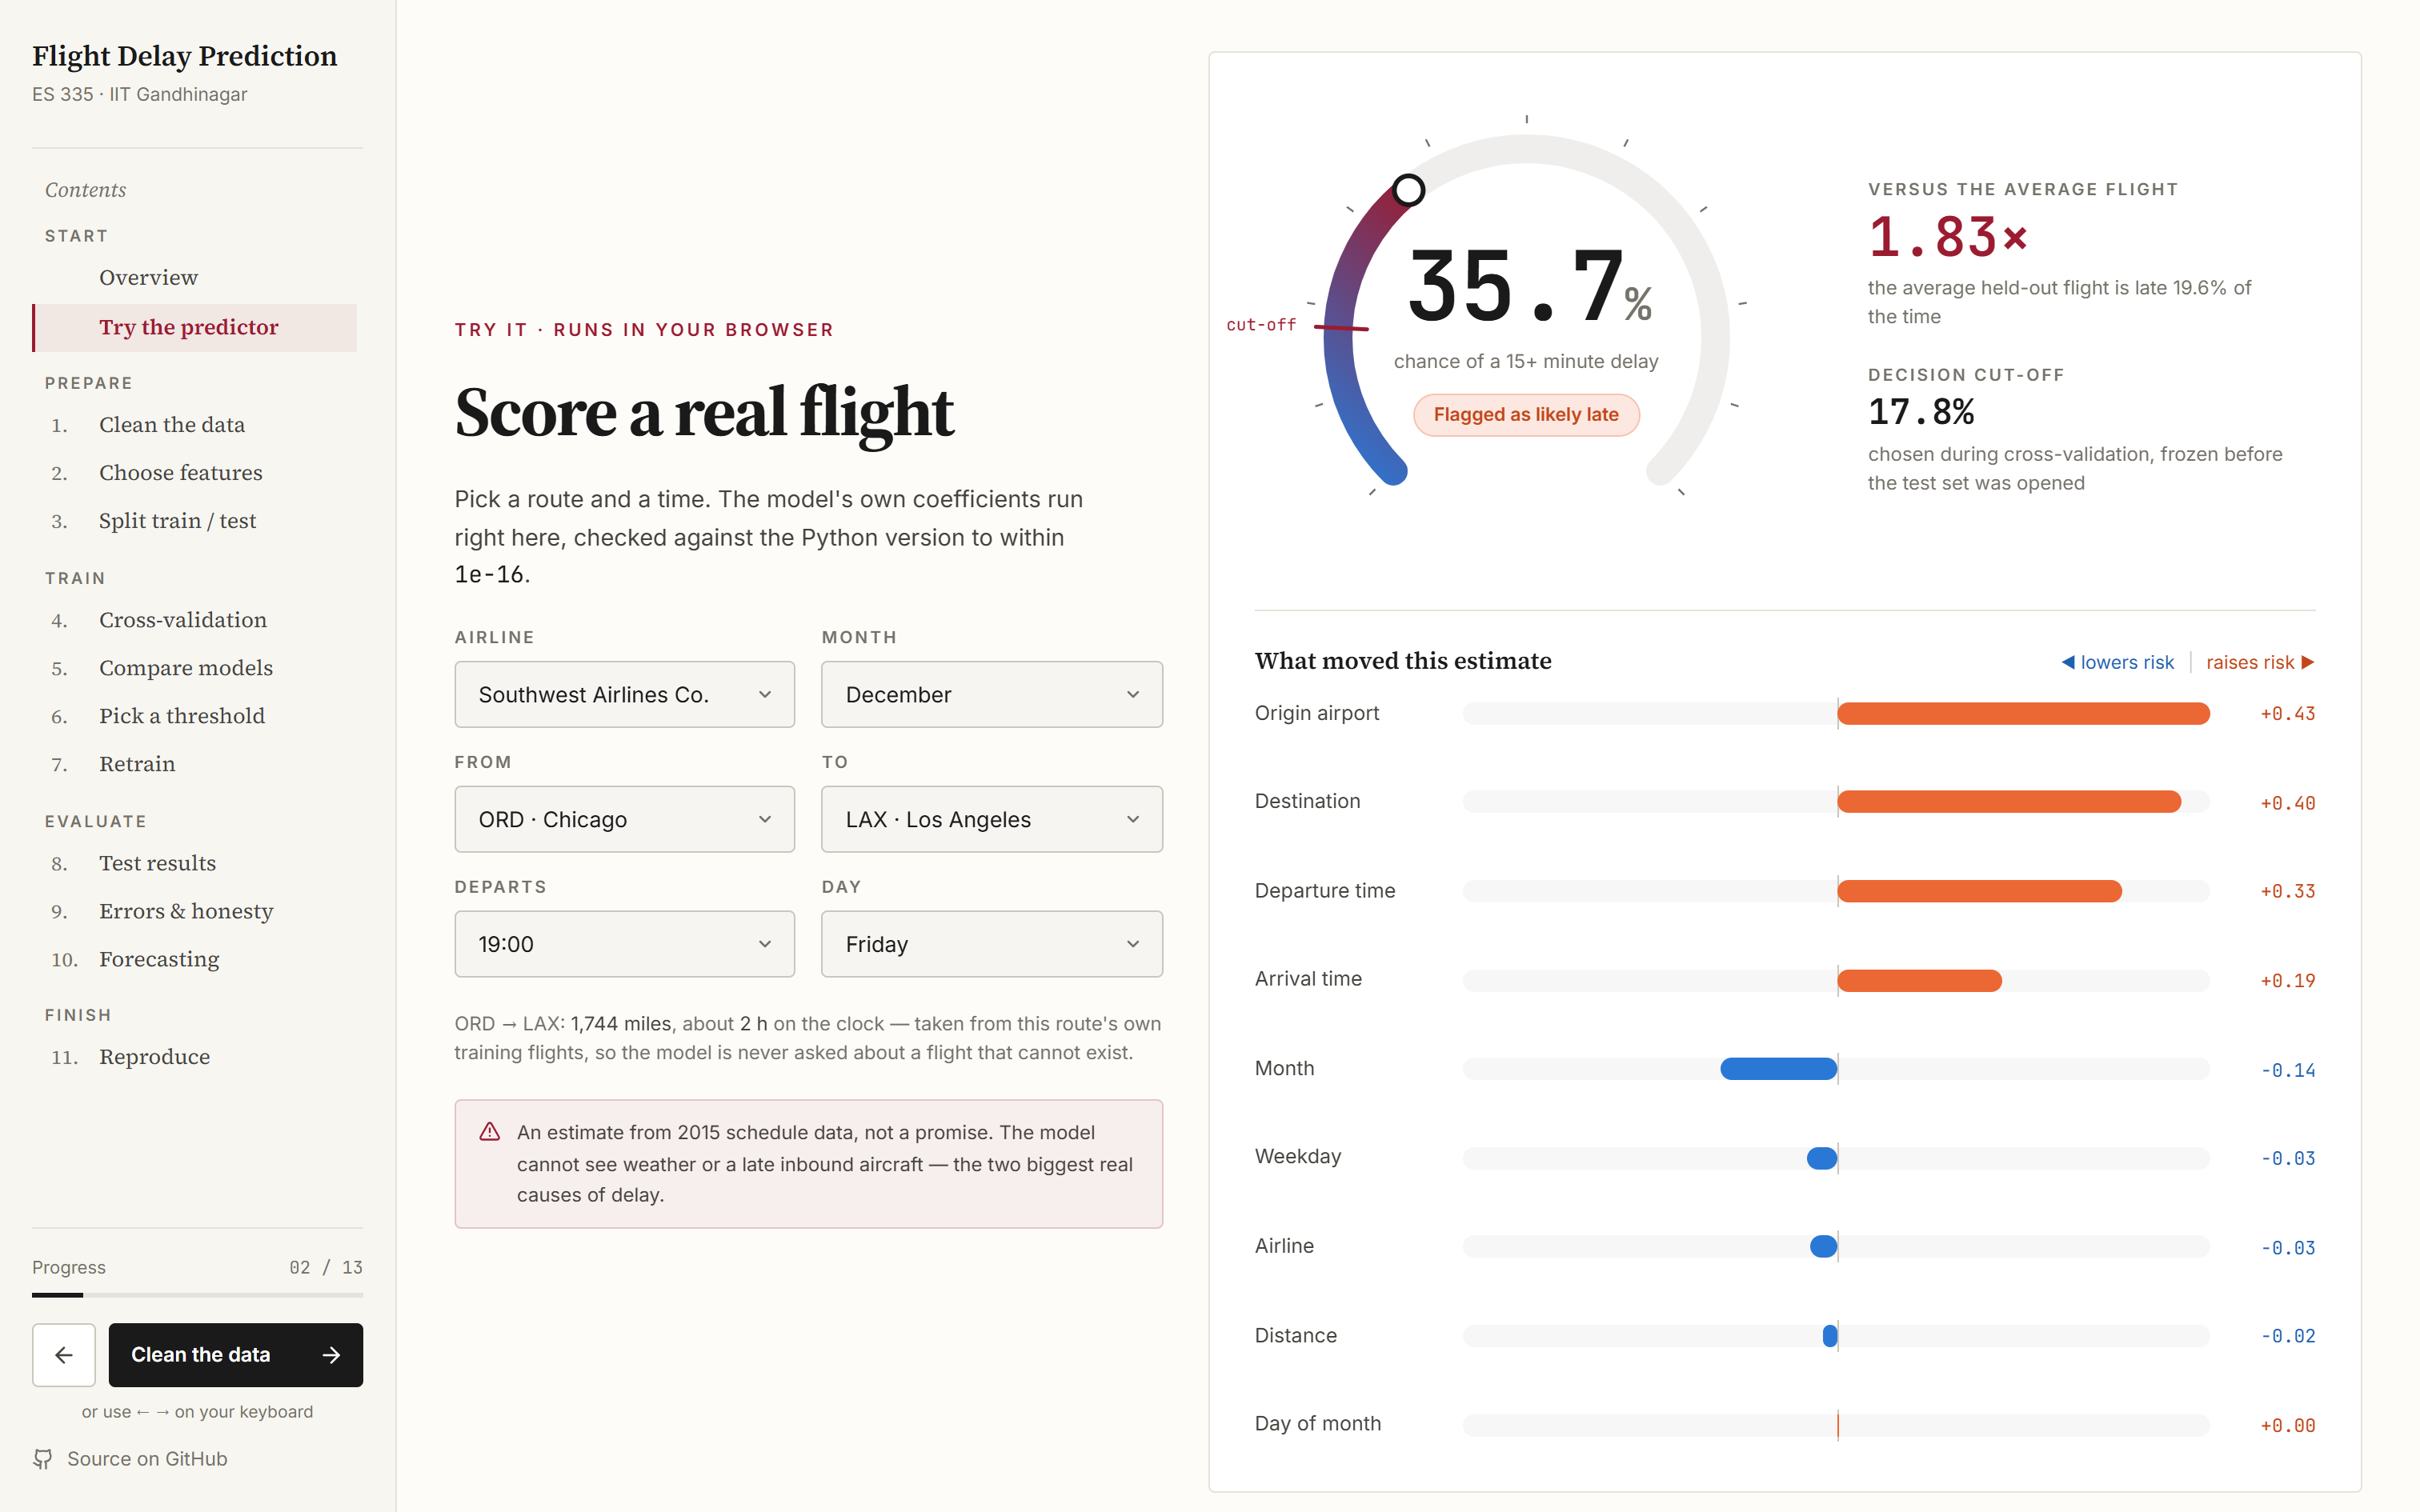 Flight Delay Prediction
ES 335 · IIT Gandhinagar
Contents
START
Overview
Try the predictor
PREPARE
1. Clean the data
2. Choose features
3. Split train / test
TRAIN
4. Cross-validation
5. Compare models
6. Pick a threshold
7. Retrain
EVALUATE
8. Test results
9. Errors & honesty
10. Forecasting
FINISH
11. Reproduce
Progress 02 / 13
← Clean the data →
or use ← → on your keyboard
Source on GitHub
TRY IT · RUNS IN YOUR BROWSER
Score a real flight
Pick a route and a time. The model's own coefficients run
right here, checked against the Python version to within
1e-16.
AIRLINE MONTH
Southwest Airlines Co. December
FROM TO
ORD · Chicago LAX · Los Angeles
DEPARTS DAY
19:00 Friday
ORD → LAX: 1,744 miles, about 2 h on the clock — taken from this route's own
training flights, so the model is never asked about a flight that cannot exist.
An estimate from 2015 schedule data, not a promise. The model
cannot see weather or a late inbound aircraft — the two biggest real
causes of delay.
cut-off
35.7%
chance of a 15+ minute delay
Flagged as likely late
VERSUS THE AVERAGE FLIGHT
1.83×
the average held-out flight is late 19.6% of
the time
DECISION CUT-OFF
17.8%
chosen during cross-validation, frozen before
the test set was opened
What moved this estimate ◀ lowers risk raises risk ▶
Origin airport +0.43
Destination +0.40
Departure time +0.33
Arrival time +0.19
Month -0.14
Weekday -0.03
Airline -0.03
Distance -0.02
Day of month +0.00